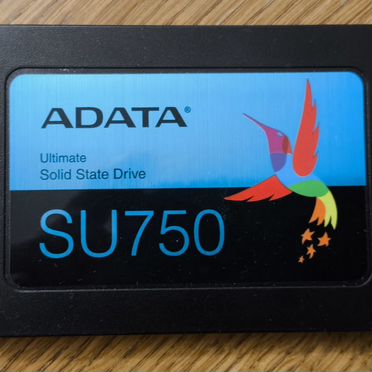 ADATA®
Ultimate
Solid State Drive
SU750